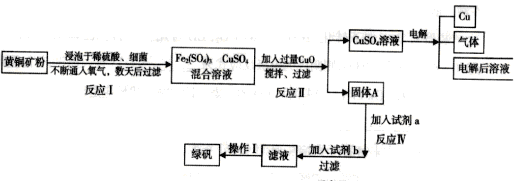 黄铜矿粉
浸泡于稀硫酸、细菌
不断通入氧气，数天后过滤
反应Ⅰ
Fe₂(SO₄)₃ CuSO₄
混合溶液
加入过量CuO
搅拌、过滤
反应Ⅱ
CuSO₄溶液
电解
Cu
气体
电解后溶液
固体A
加入试剂a
反应Ⅳ
加入试剂b
过滤
滤液
操作Ⅰ
绿矾